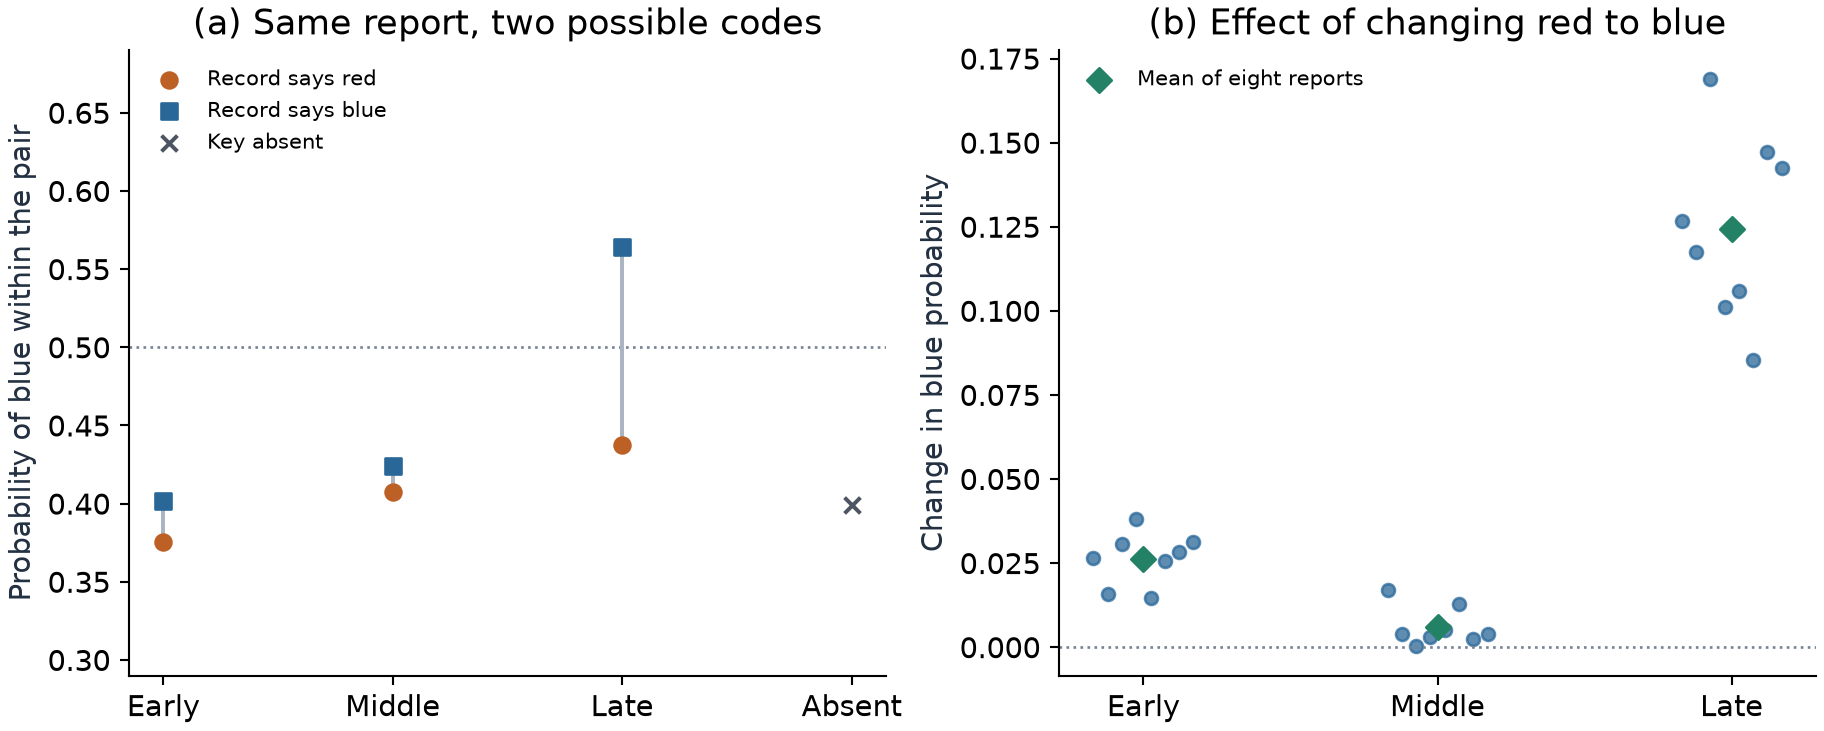 (a) Same report, two possible codes
Probability of blue within the pair
0.65
0.60
0.55
0.50
0.45
0.40
0.35
0.30
Record says red
Record says blue
Key absent
Early
Middle
Late
Absent
(b) Effect of changing red to blue
Change in blue probability
0.175
0.150
0.125
0.100
0.075
0.050
0.025
0.000
Mean of eight reports
Early
Middle
Late